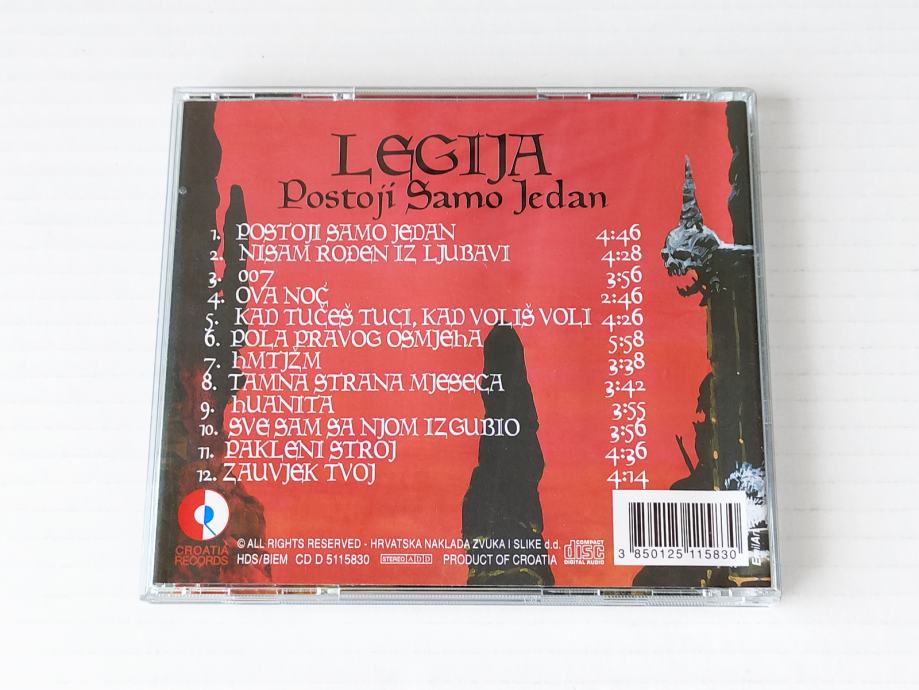 LEGIJA
Postoji Samo Jedan
1. POSTOJI SAMO JEDAN 4:46
2. NISAM ROĐEN IZ LJUBAVI 4:28
3. 007 3:56
4. OVA NOĆ 2:46
5. KAD TUČEŠ TUCI, KAD VOLIŠ VOLI 4:26
6. POLA PRAVOG OSMJEhA 5:58
7. hMTJŽM 3:38
8. TAMNA STRANA MJESECA 3:42
9. hUANITA 3:55
10. SVE SAM SA NJOM IZGUBIO 3:56
11. PAKLENI STROJ 4:36
12. ZAUVJEK TVOJ 4:14
CROATIA
RECORDS
© ALL RIGHTS RESERVED - HRVATSKA NAKLADA ZVUKA I SLIKE d.d.
HDS/BIEM CD D 5115830 STEREO ADD PRODUCT OF CROATIA
COMPACT
disc
DIGITAL AUDIO
3 850125 115830